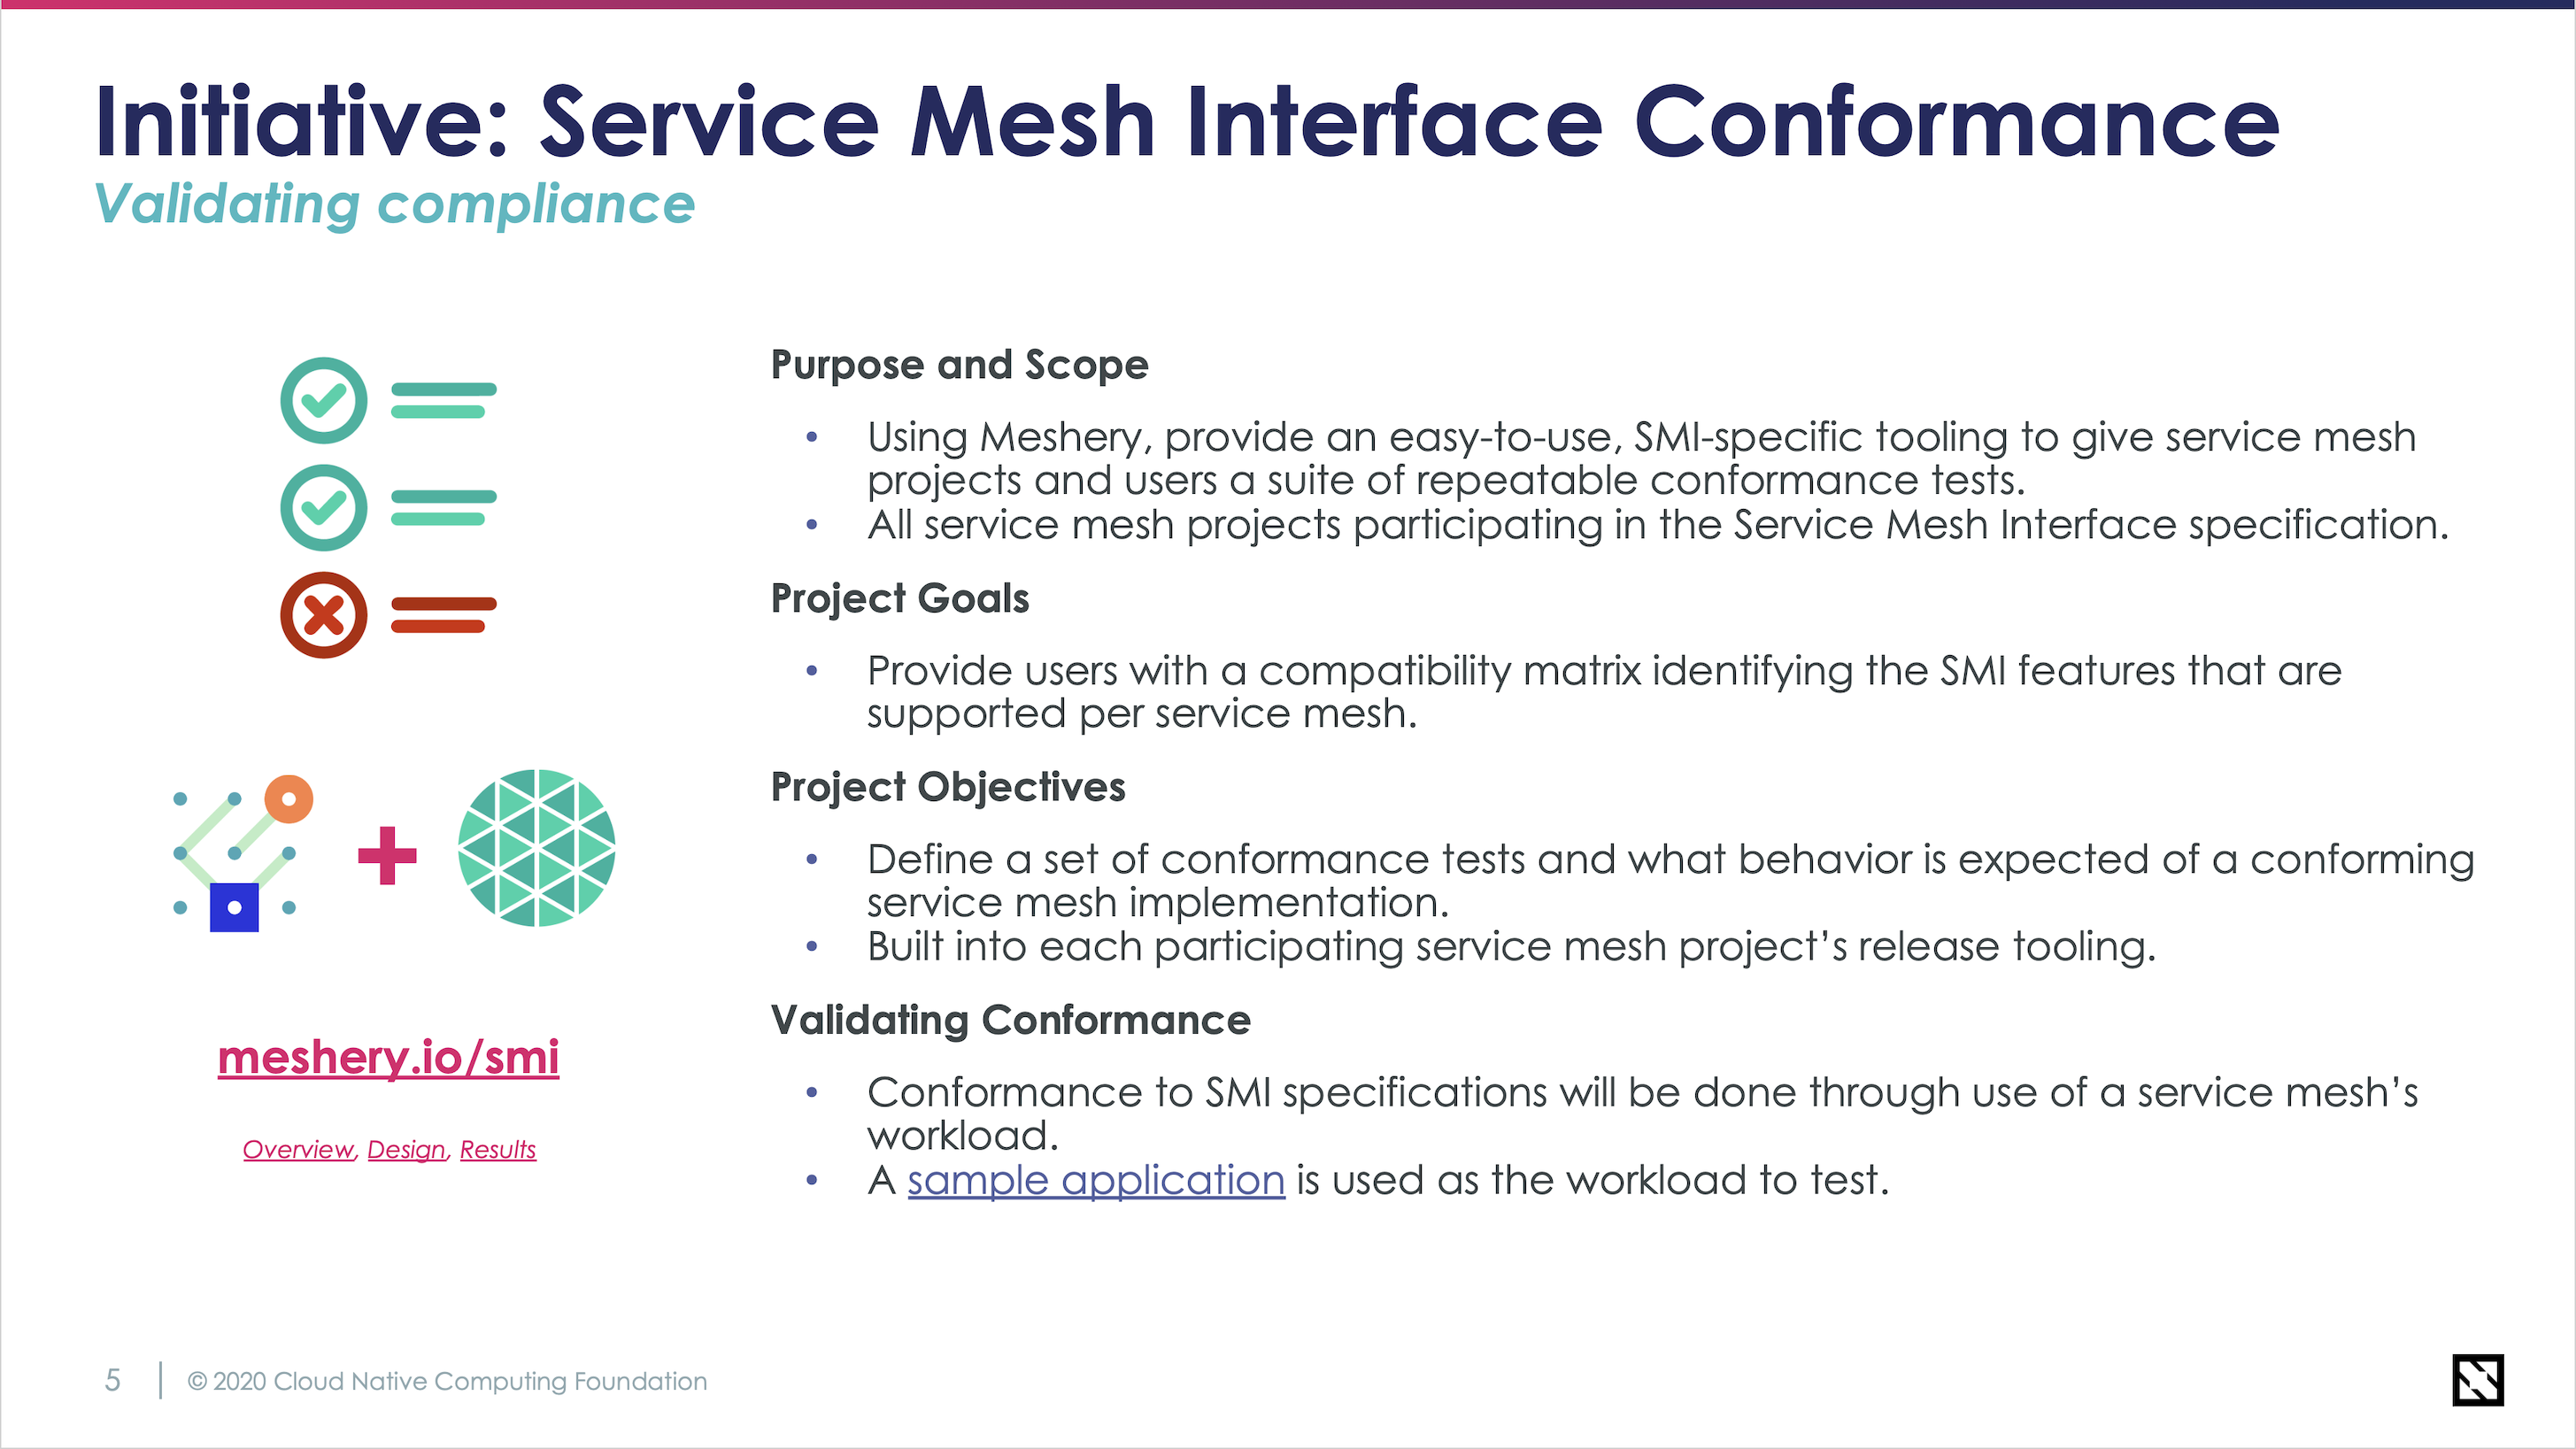 Initiative: Service Mesh Interface Conformance
Validating compliance
Purpose and Scope
• Using Meshery, provide an easy-to-use, SMI-specific tooling to give service mesh
projects and users a suite of repeatable conformance tests.
• All service mesh projects participating in the Service Mesh Interface specification.
Project Goals
• Provide users with a compatibility matrix identifying the SMI features that are
supported per service mesh.
Project Objectives
• Define a set of conformance tests and what behavior is expected of a conforming
service mesh implementation.
• Built into each participating service mesh project’s release tooling.
Validating Conformance
• Conformance to SMI specifications will be done through use of a service mesh’s
workload.
• A sample application is used as the workload to test.
meshery.io/smi
Overview, Design, Results
5 © 2020 Cloud Native Computing Foundation